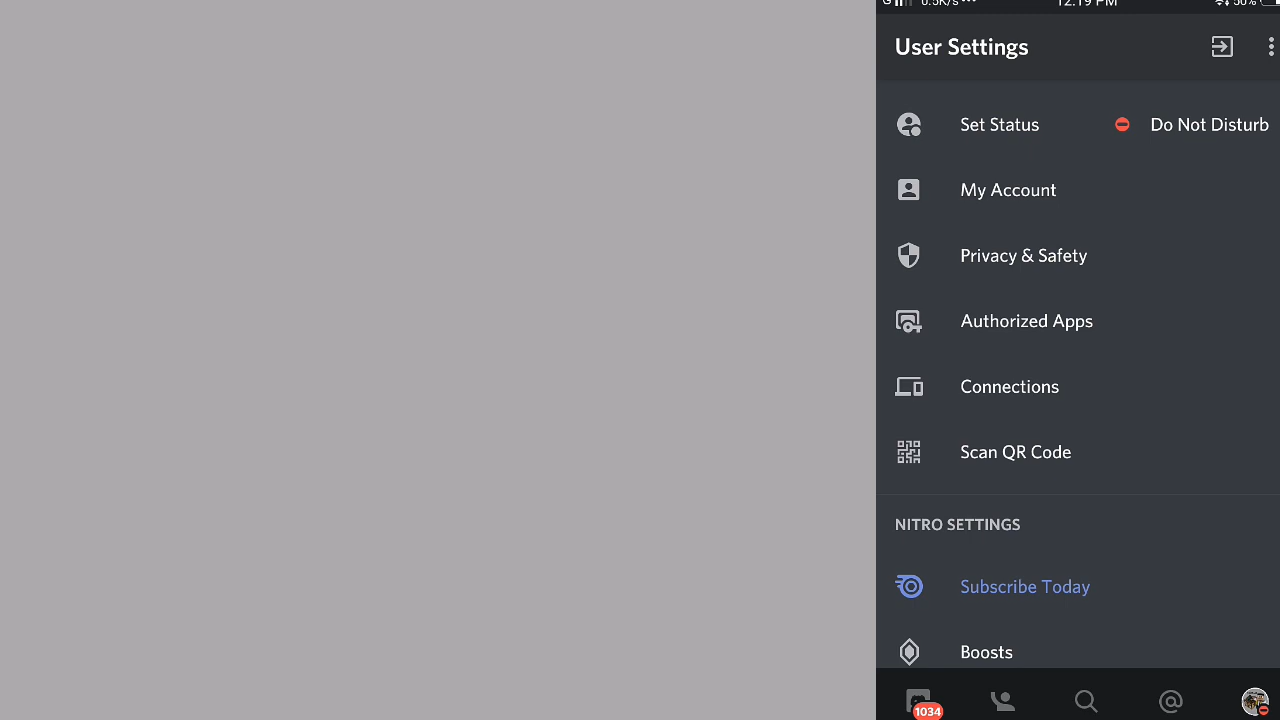 User Settings
Set Status Do Not Disturb
My Account
Privacy & Safety
Authorized Apps
Connections
Scan QR Code
NITRO SETTINGS
Subscribe Today
Boosts
1034